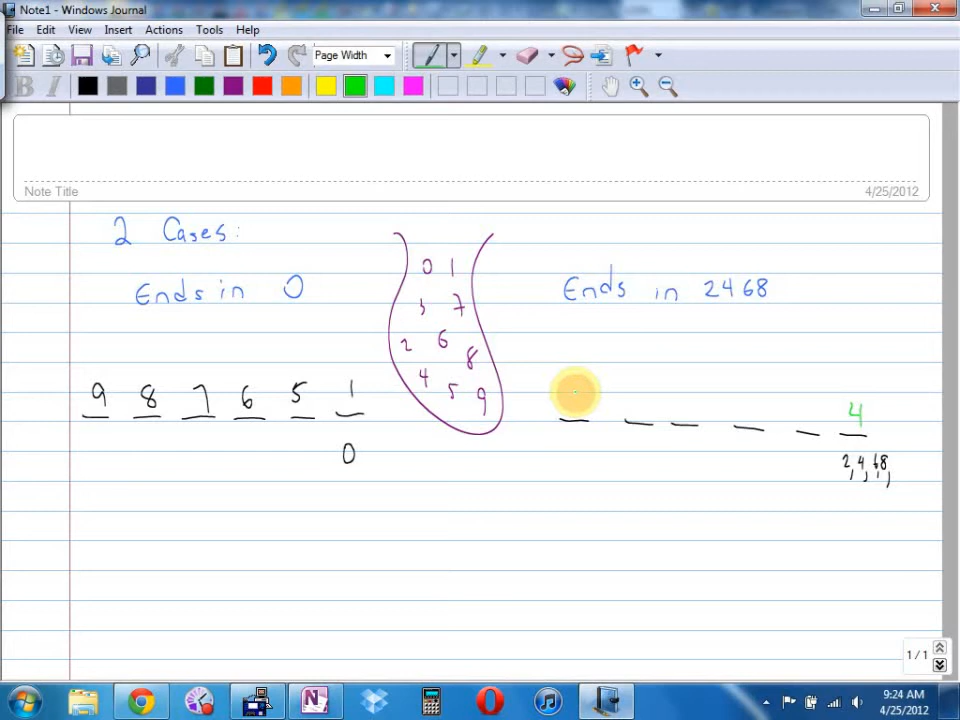 Note1 - Windows Journal
File Edit View Insert Actions Tools Help
Page Width
B I
Note Title
4/25/2012
2 Cases:
Ends in 0
0 1
3 7
2 6 8
4 5 9
Ends in 2468
9 8 7 6 5 1
0
4
2, 4, 6, 8,
1 / 1
9:24 AM
4/25/2012